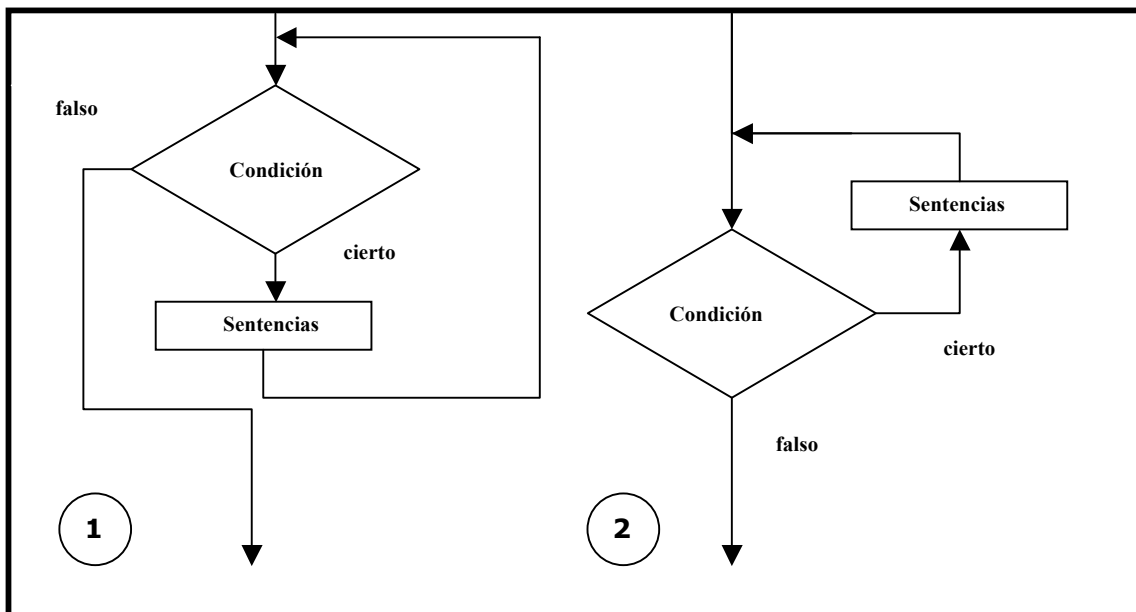 falso
Condición
cierto
Sentencias
1
Sentencias
Condición
cierto
falso
2